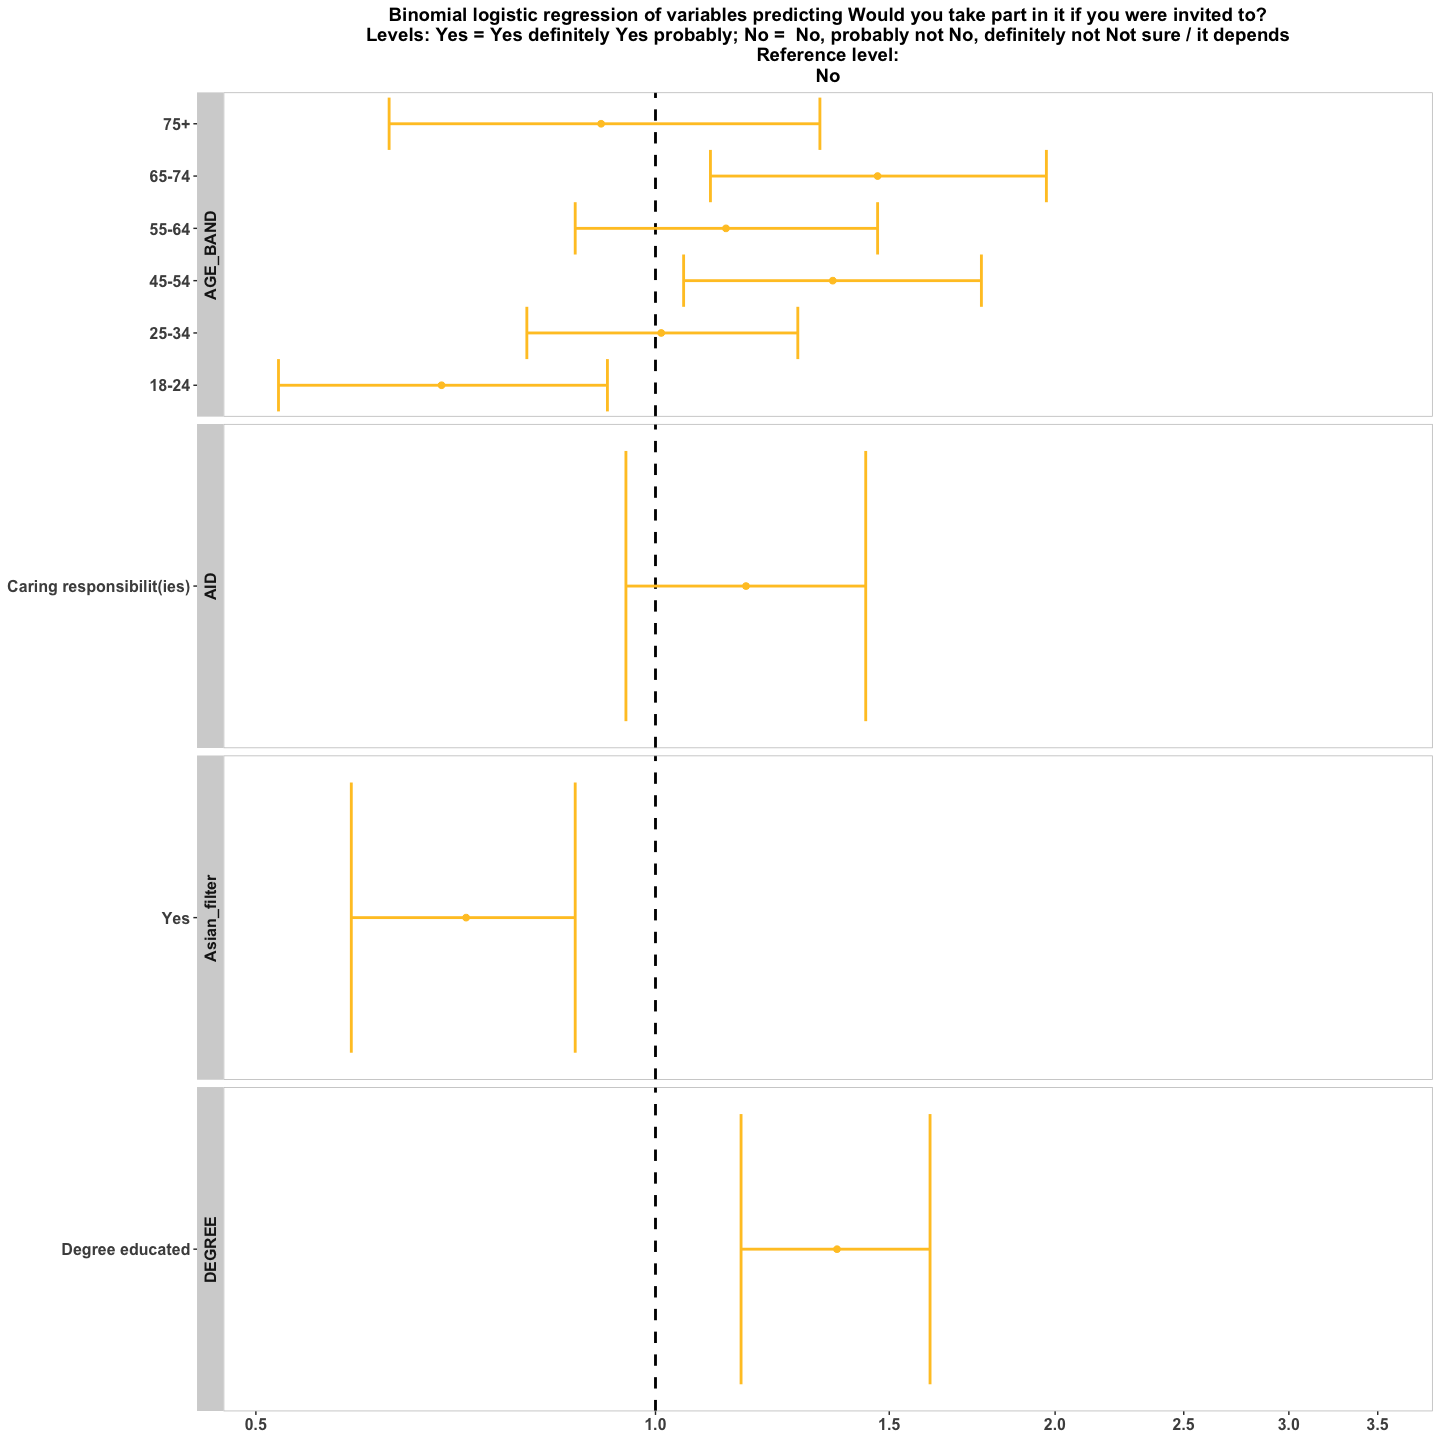 Binomial logistic regression of variables predicting Would you take part in it if you were invited to?
Levels: Yes = Yes definitely Yes probably; No =  No, probably not No, definitely not Not sure / it depends
Reference level:
No
AGE_BAND
75+
65-74
55-64
45-54
25-34
18-24
AID
Caring responsibilit(ies)
Asian_filter
Yes
DEGREE
Degree educated
0.5 1.0 1.5 2.0 2.5 3.0 3.5